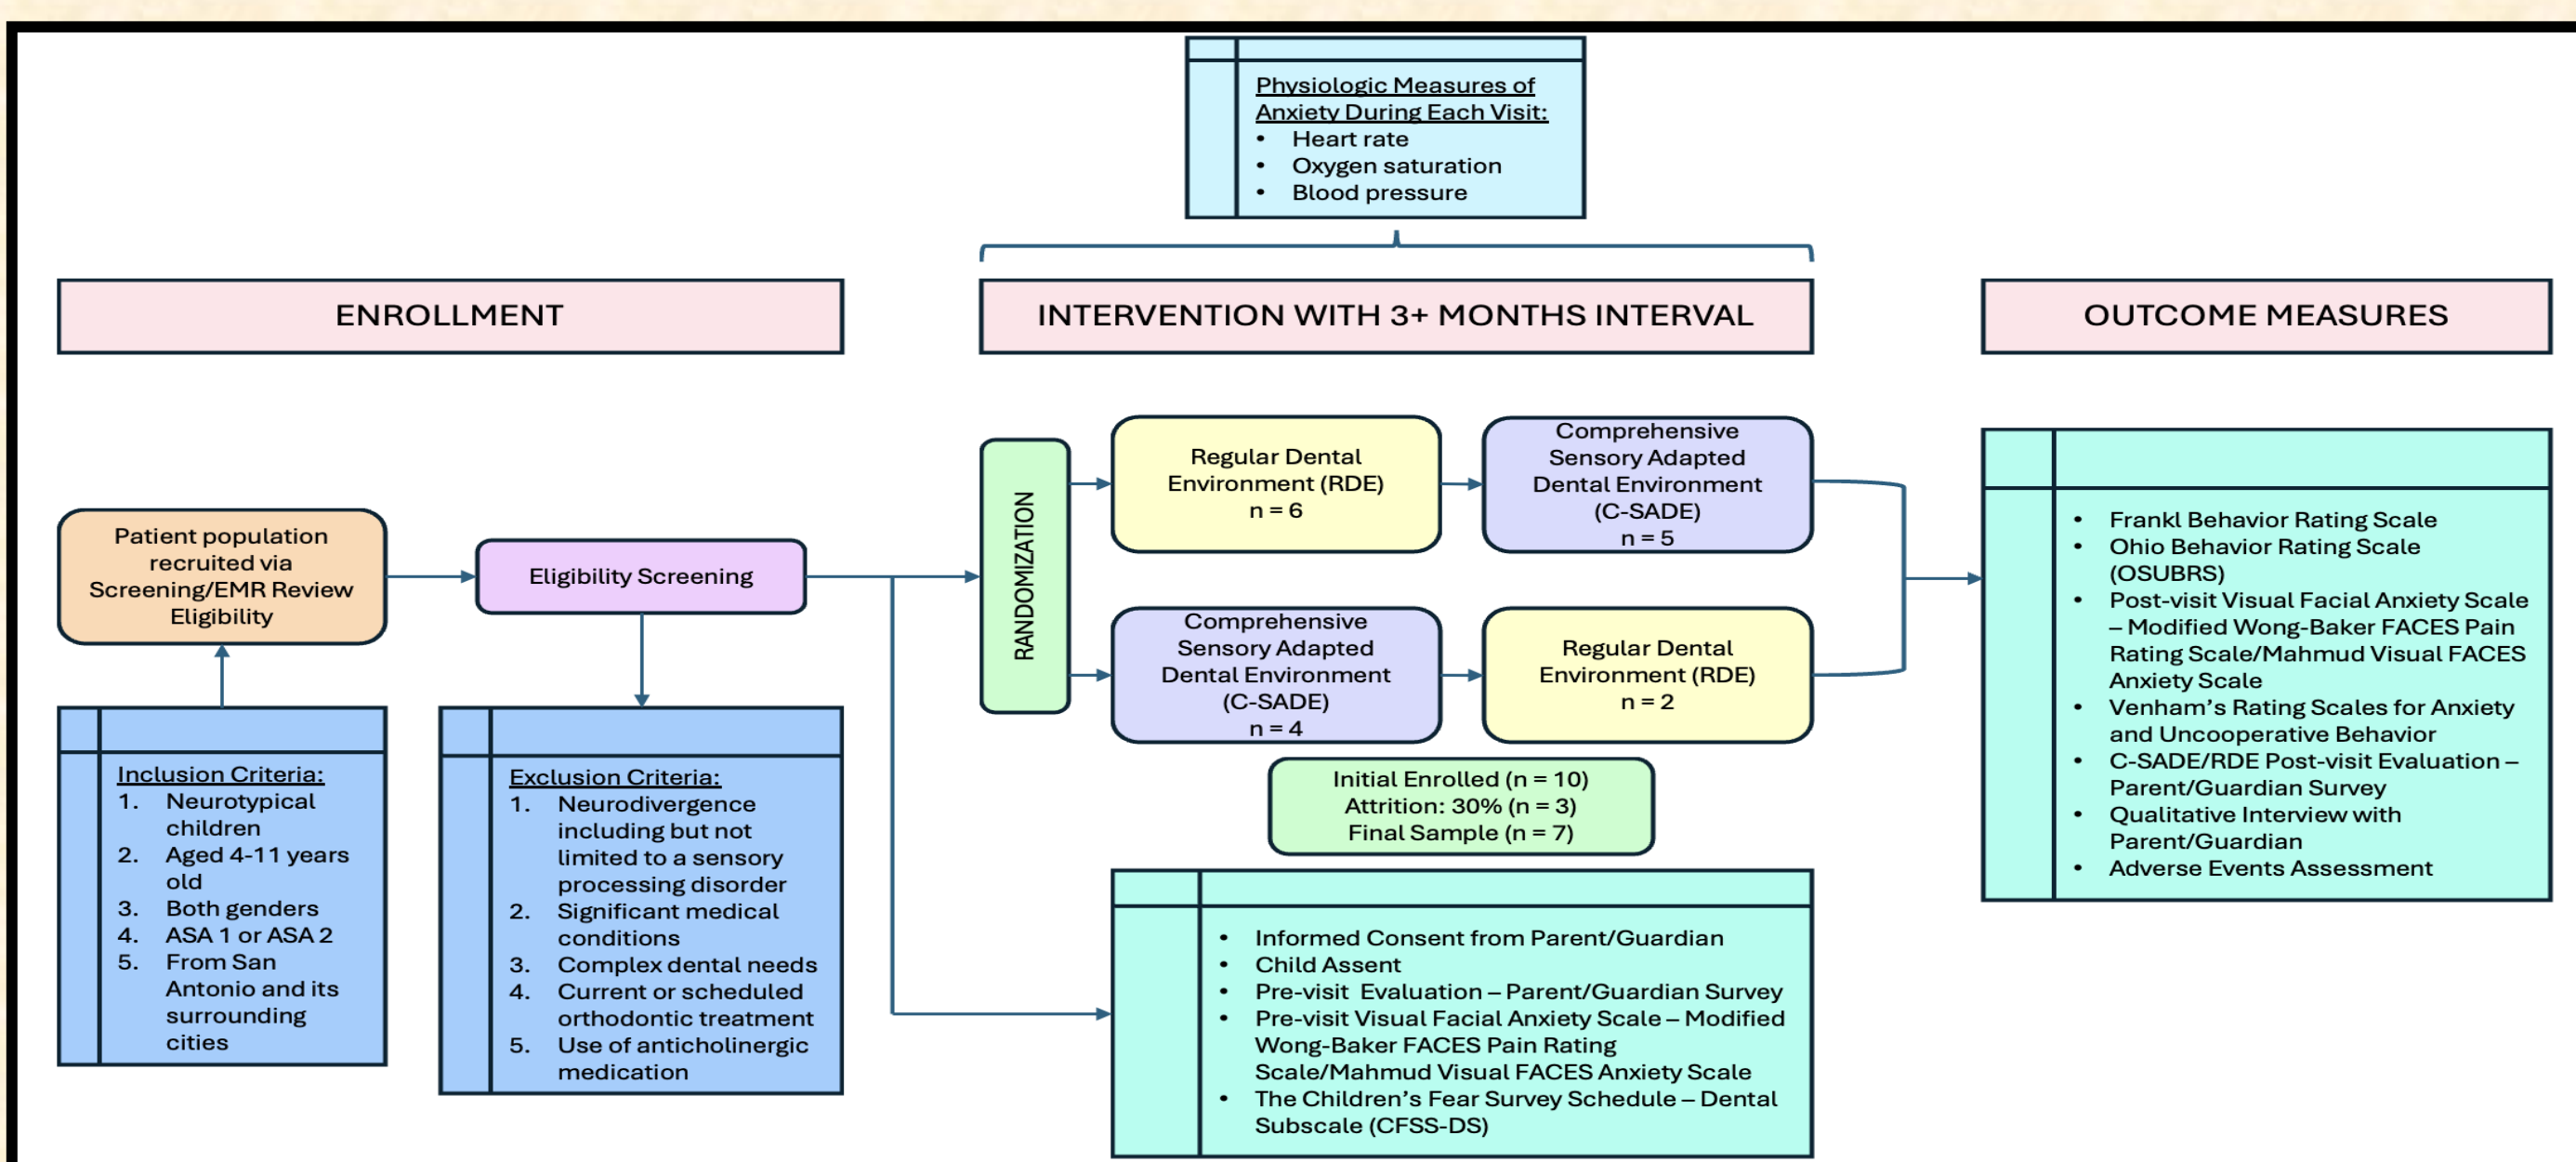 Physiologic Measures of
Anxiety During Each Visit:
• Heart rate
• Oxygen saturation
• Blood pressure
ENROLLMENT
INTERVENTION WITH 3+ MONTHS INTERVAL
OUTCOME MEASURES
Patient population
recruited via
Screening/EMR Review
Eligibility
Eligibility Screening
Inclusion Criteria:
1. Neurotypical
children
2. Aged 4-11 years
old
3. Both genders
4. ASA 1 or ASA 2
5. From San
Antonio and its
surrounding
cities
Exclusion Criteria:
1. Neurodivergence
including but not
limited to a sensory
processing disorder
2. Significant medical
conditions
3. Complex dental needs
4. Current or scheduled
orthodontic treatment
5. Use of anticholinergic
medication
RANDOMIZATION
Regular Dental
Environment (RDE)
n = 6
Comprehensive
Sensory Adapted
Dental Environment
(C-SADE)
n = 5
Comprehensive
Sensory Adapted
Dental Environment
(C-SADE)
n = 4
Regular Dental
Environment (RDE)
n = 2
Initial Enrolled (n = 10)
Attrition: 30% (n = 3)
Final Sample (n = 7)
• Informed Consent from Parent/Guardian
• Child Assent
• Pre-visit Evaluation – Parent/Guardian Survey
• Pre-visit Visual Facial Anxiety Scale – Modified
Wong-Baker FACES Pain Rating
Scale/Mahmud Visual FACES Anxiety Scale
• The Children’s Fear Survey Schedule – Dental
Subscale (CFSS-DS)
• Frankl Behavior Rating Scale
• Ohio Behavior Rating Scale
(OSUBRS)
• Post-visit Visual Facial Anxiety Scale
– Modified Wong-Baker FACES Pain
Rating Scale/Mahmud Visual FACES
Anxiety Scale
• Venham’s Rating Scales for Anxiety
and Uncooperative Behavior
• C-SADE/RDE Post-visit Evaluation –
Parent/Guardian Survey
• Qualitative Interview with
Parent/Guardian
• Adverse Events Assessment